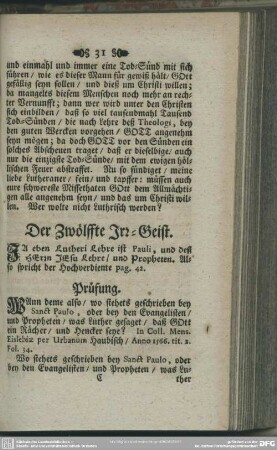 31
und einmahl und immer eine Tod-Sünd mit sich
führen / wie es dieser Mann für gewiß hält / GOtt
gefällig seyn sollen / und dieß um Christi willen;
da mangelts diesem Menschen noch mehr an rech-
ter Vernunfft; dann wer wird unter den Christen
sich einbilden / daß so viel tausendmahl Tausend
Tod-Sünden / die nach Lehre deß Theologi, bey
den guten Wercken vorgehen / GOTT angenehm
seyn mögen; da doch GOTT vor den Sünden ein
solches Abscheuen traget / daß er dieselbige / auch
nur die einzigste Tod-Sünde / mit dem ewigen höl-
lischen Feuer abstraffet. Nu so sündiget / meine
liebe Lutheraner / fein / und tapffer: müssen auch
eure schwereste Missethaten GOtt dem Allmächti-
gen alle angenehm seyn / und das um Christi wil-
len. Wer wolte nicht Luthrisch werden?
Der Zwölffte Irr-
Geist.
JA eben Lutheri Lehre ist Pauli, und deß
HErrn JEsu Lehre / und Propheten. Al-
so spricht der Hochverdiente pag. 42.
Prüfung.
WAnn deme also / wo stehets geschrieben bey
Sanct Paulo, oder bey den Evangelisten /
und Propheten / was Luther gesaget / daß GOtt
ein Rächer / und Hencker seye? In Coll. Mens.
Eislebiæ per Urbanum Haubisch / Anno 1566. tit. 2.
Fol. 34.
Wo stehets geschrieben bey Sanct Paulo, oder
bey den Evangelisten / und Propheten / was Lu-
C
ther